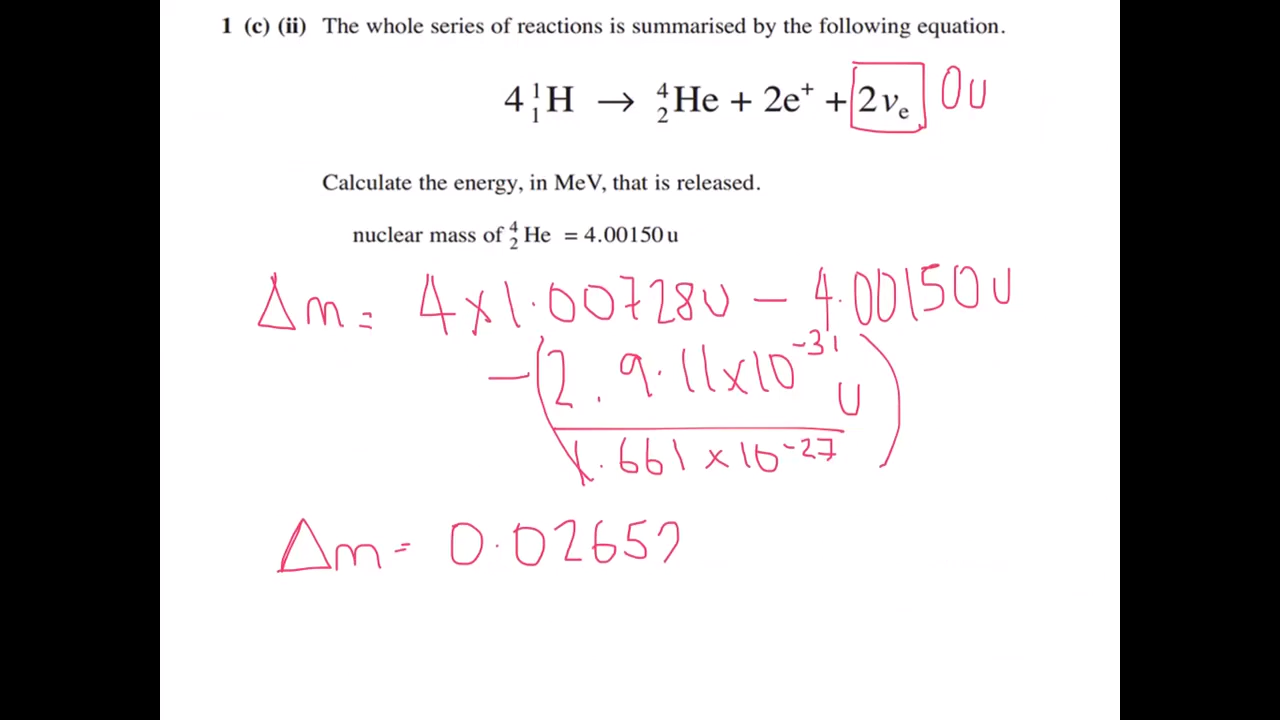 1 (c) (ii) The whole series of reactions is summarised by the following equation.
4 ¹₁H → ⁴₂He + 2e⁺ + 2νₑ 0u
Calculate the energy, in MeV, that is released.
nuclear mass of ⁴₂He = 4.00150 u
Δm = 4×1.00728u − 4.00150u
−(2 . 9.11×10⁻³¹ u
1.661 × 10⁻²⁷)
Δm = 0.02652